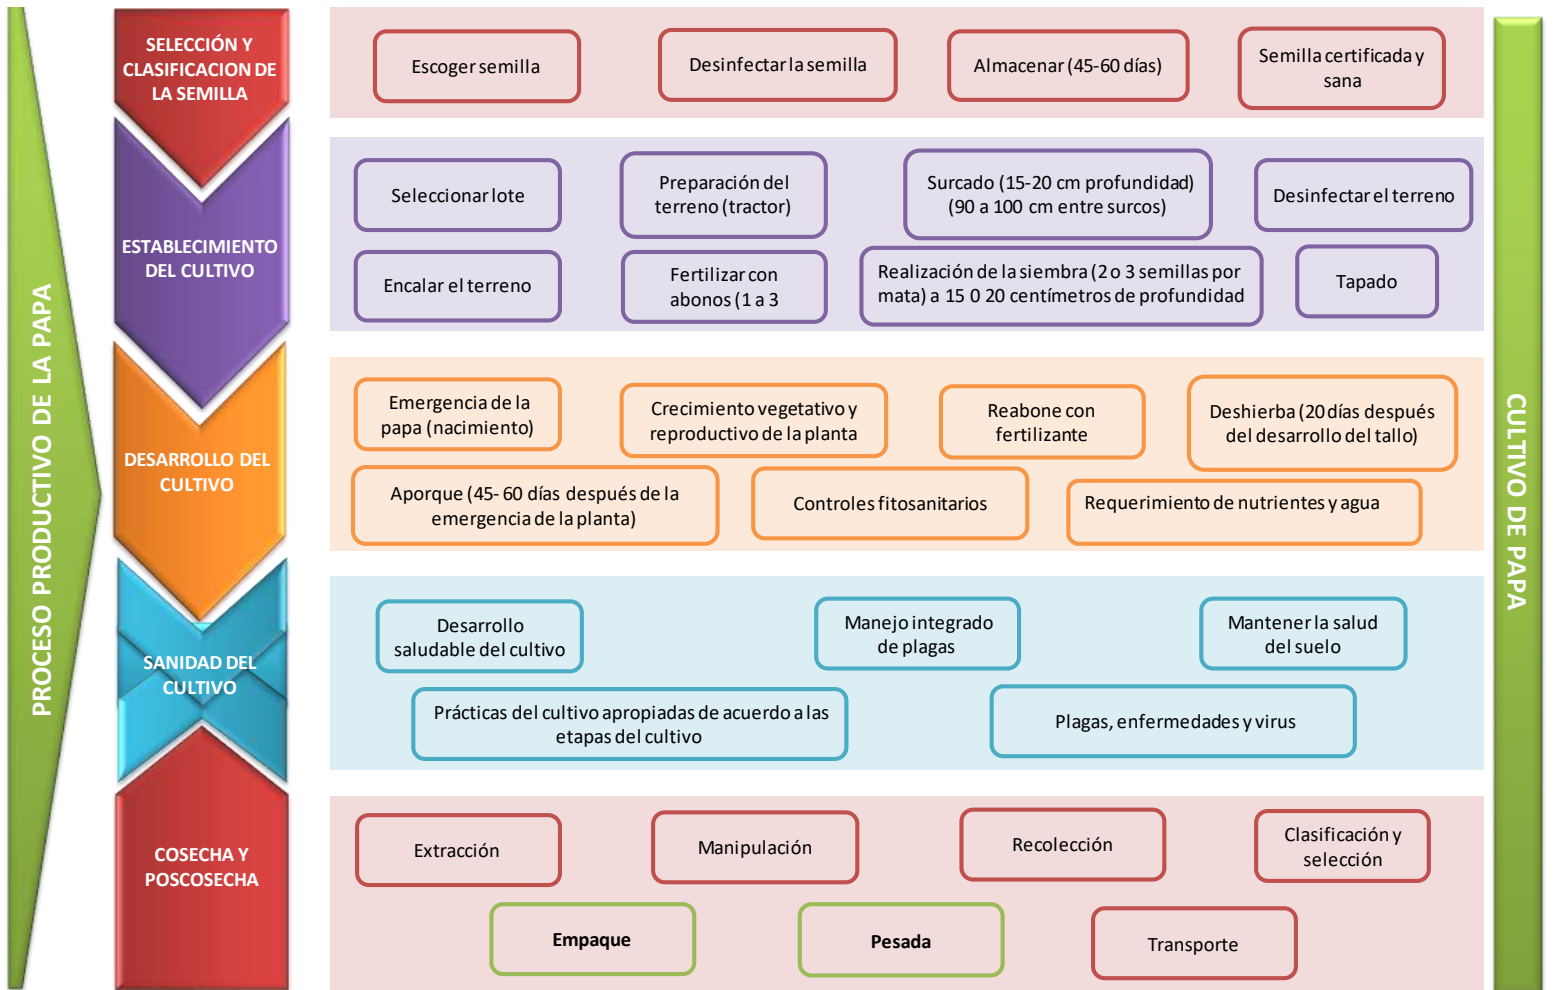 PROCESO PRODUCTIVO DE LA PAPA
SELECCIÓN Y
CLASIFICACION DE
LA SEMILLA
Escoger semilla
Desinfectar la semilla
Almacenar (45-60 días)
Semilla certificada y
sana
ESTABLECIMIENTO
DEL CULTIVO
Seleccionar lote
Preparación del
terreno (tractor)
Surcado (15-20 cm profundidad)
(90 a 100 cm entre surcos)
Desinfectar el terreno
Encalar el terreno
Fertilizar con
abonos (1 a 3
Realización de la siembra (2 o 3 semillas por
mata) a 15 0 20 centímetros de profundidad
Tapado
DESARROLLO DEL
CULTIVO
Emergencia de la
papa (nacimiento)
Crecimiento vegetativo y
reproductivo de la planta
Reabone con
fertilizante
Deshierba (20 días después
del desarrollo del tallo)
Aporque (45- 60 días después de la
emergencia de la planta)
Controles fitosanitarios
Requerimiento de nutrientes y agua
SANIDAD DEL
CULTIVO
Desarrollo
saludable del cultivo
Manejo integrado
de plagas
Mantener la salud
del suelo
Prácticas del cultivo apropiadas de acuerdo a las
etapas del cultivo
Plagas, enfermedades y virus
COSECHA Y
POSCOSECHA
Extracción
Manipulación
Recolección
Clasificación y
selección
Empaque
Pesada
Transporte
CULTIVO DE PAPA